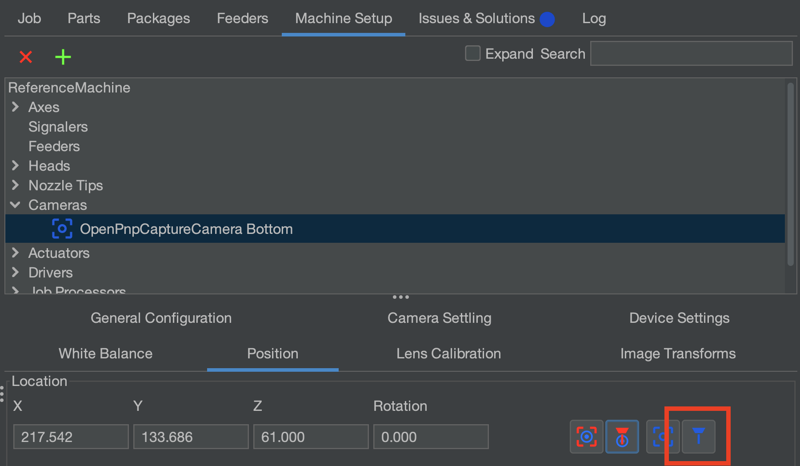 Job Parts Packages Feeders Machine Setup Issues & Solutions Log
Expand Search
ReferenceMachine
Axes
Signalers
Feeders
Heads
Nozzle Tips
Cameras
OpenPnpCaptureCamera Bottom
Actuators
Drivers
Job Processors
General Configuration Camera Settling Device Settings
White Balance Position Lens Calibration Image Transforms
Location
X Y Z Rotation
217.542 133.686 61.000 0.000